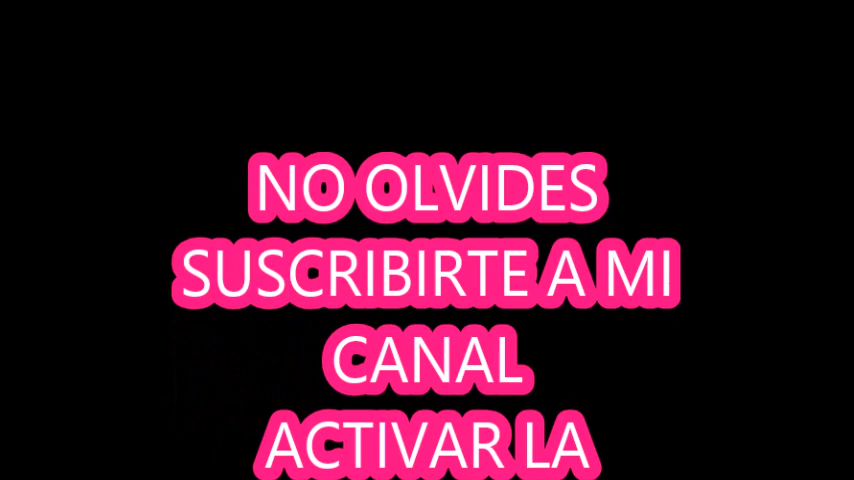 NO OLVIDES
SUSCRIBIRTE A MI
CANAL
ACTIVAR LA